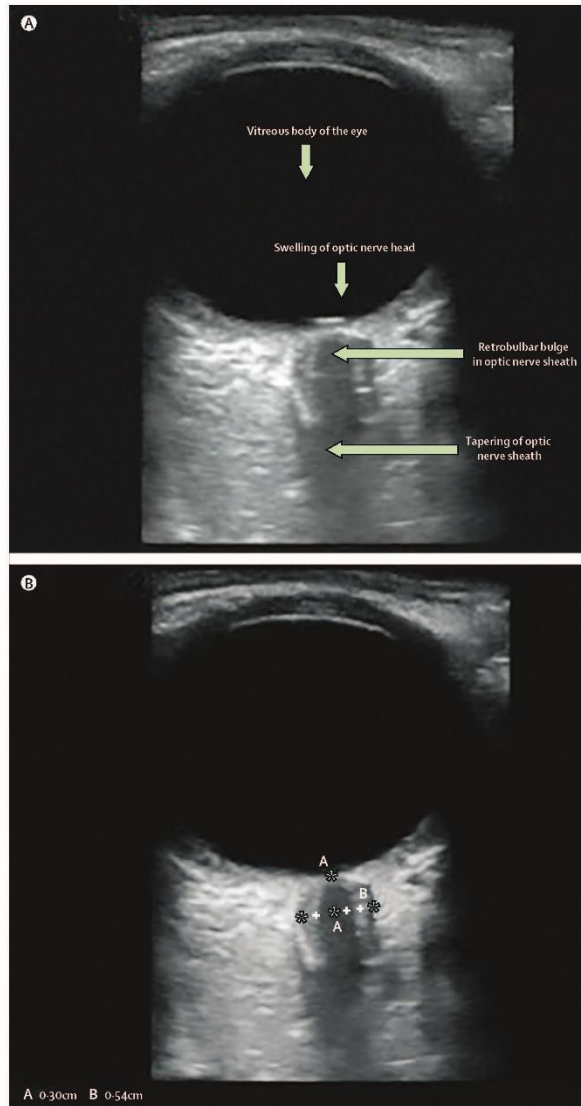 A
Vitreous body of the eye
Swelling of optic nerve head
Retrobulbar bulge
in optic nerve sheath
Tapering of optic
nerve sheath
B
A
B
A
A 0·30cm B 0·54cm